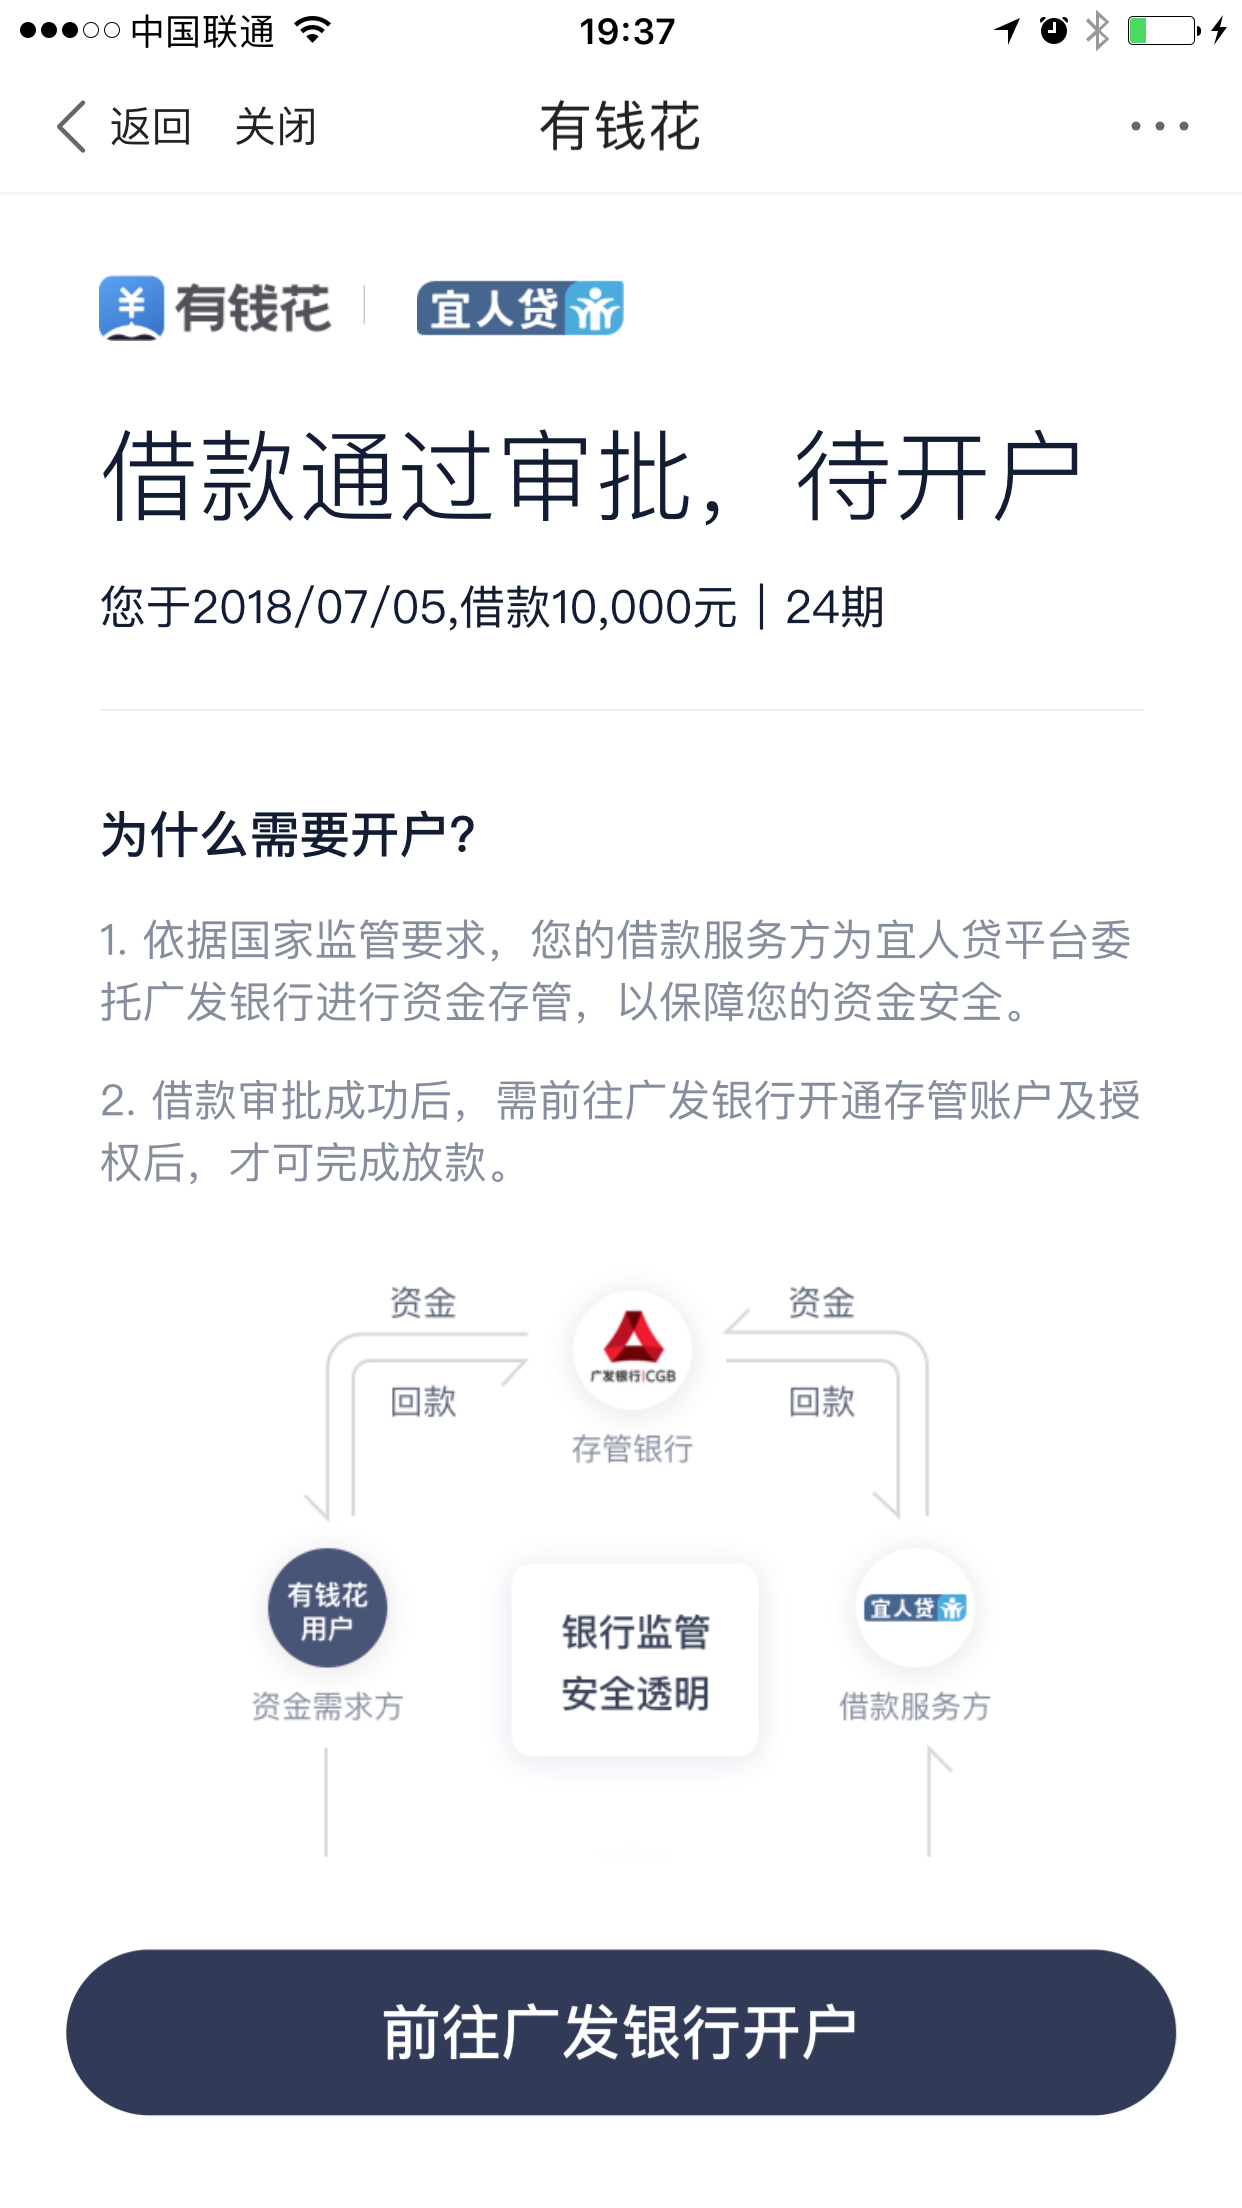 中国联通 19:37
返回 关闭 有钱花
有钱花 宜人贷
借款通过审批，待开户
您于2018/07/05,借款10,000元｜24期
为什么需要开户?
1. 依据国家监管要求，您的借款服务方为宜人贷平台委
托广发银行进行资金存管，以保障您的资金安全。
2. 借款审批成功后，需前往广发银行开通存管账户及授
权后，才可完成放款。
资金 资金
广发银行|CGB
回款 回款
存管银行
有钱花
用户
宜人贷
银行监管
安全透明
资金需求方 借款服务方
前往广发银行开户